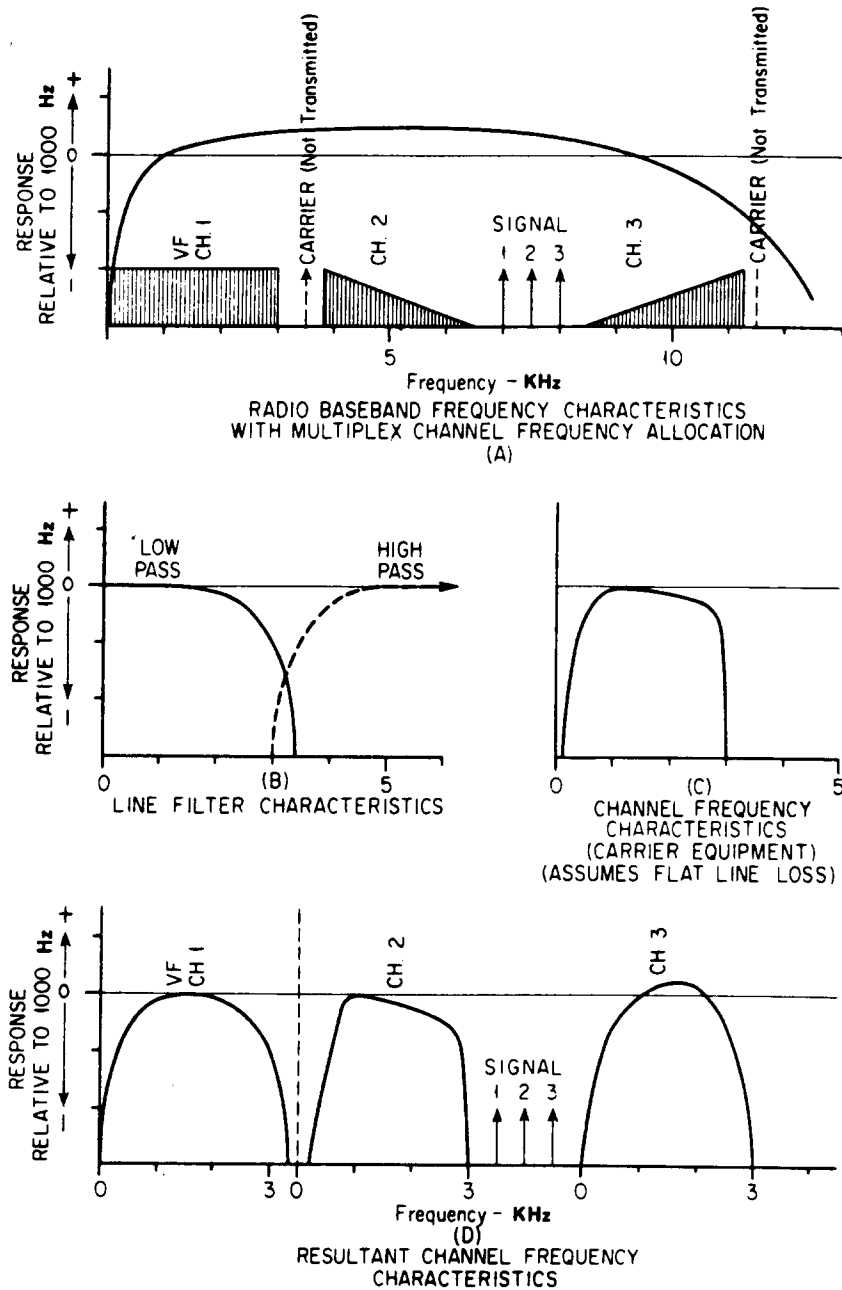 RESPONSE
RELATIVE TO 1000 Hz
+
0
−
VF
CH. 1
CARRIER (Not Transmitted)
CH. 2
SIGNAL
1 2 3
CH. 3
CARRIER (Not Transmitted)
5 10
Frequency - KHz
RADIO BASEBAND FREQUENCY CHARACTERISTICS
WITH MULTIPLEX CHANNEL FREQUENCY ALLOCATION
(A)
RESPONSE
RELATIVE TO 1000 Hz
+
0
−
LOW
PASS
HIGH
PASS
0 5
(B)
LINE FILTER CHARACTERISTICS
0 5
(C)
CHANNEL FREQUENCY
CHARACTERISTICS
(CARRIER EQUIPMENT)
(ASSUMES FLAT LINE LOSS)
RESPONSE
RELATIVE TO 1000 Hz
+
0
−
VF
CH 1
CH. 2
SIGNAL
1 2 3
CH 3
0 3 0 3 0 3
Frequency - KHz
(D)
RESULTANT CHANNEL FREQUENCY
CHARACTERISTICS